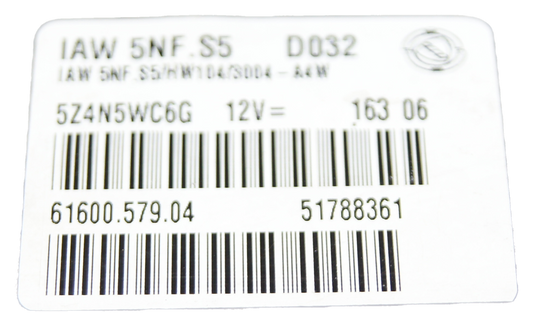 IAW 5NF.S5 D032
IAW 5NF.S5/HW104/S004 - A4W
5Z4N5WC6G 12V= 163 06
61600.579.04 51788361